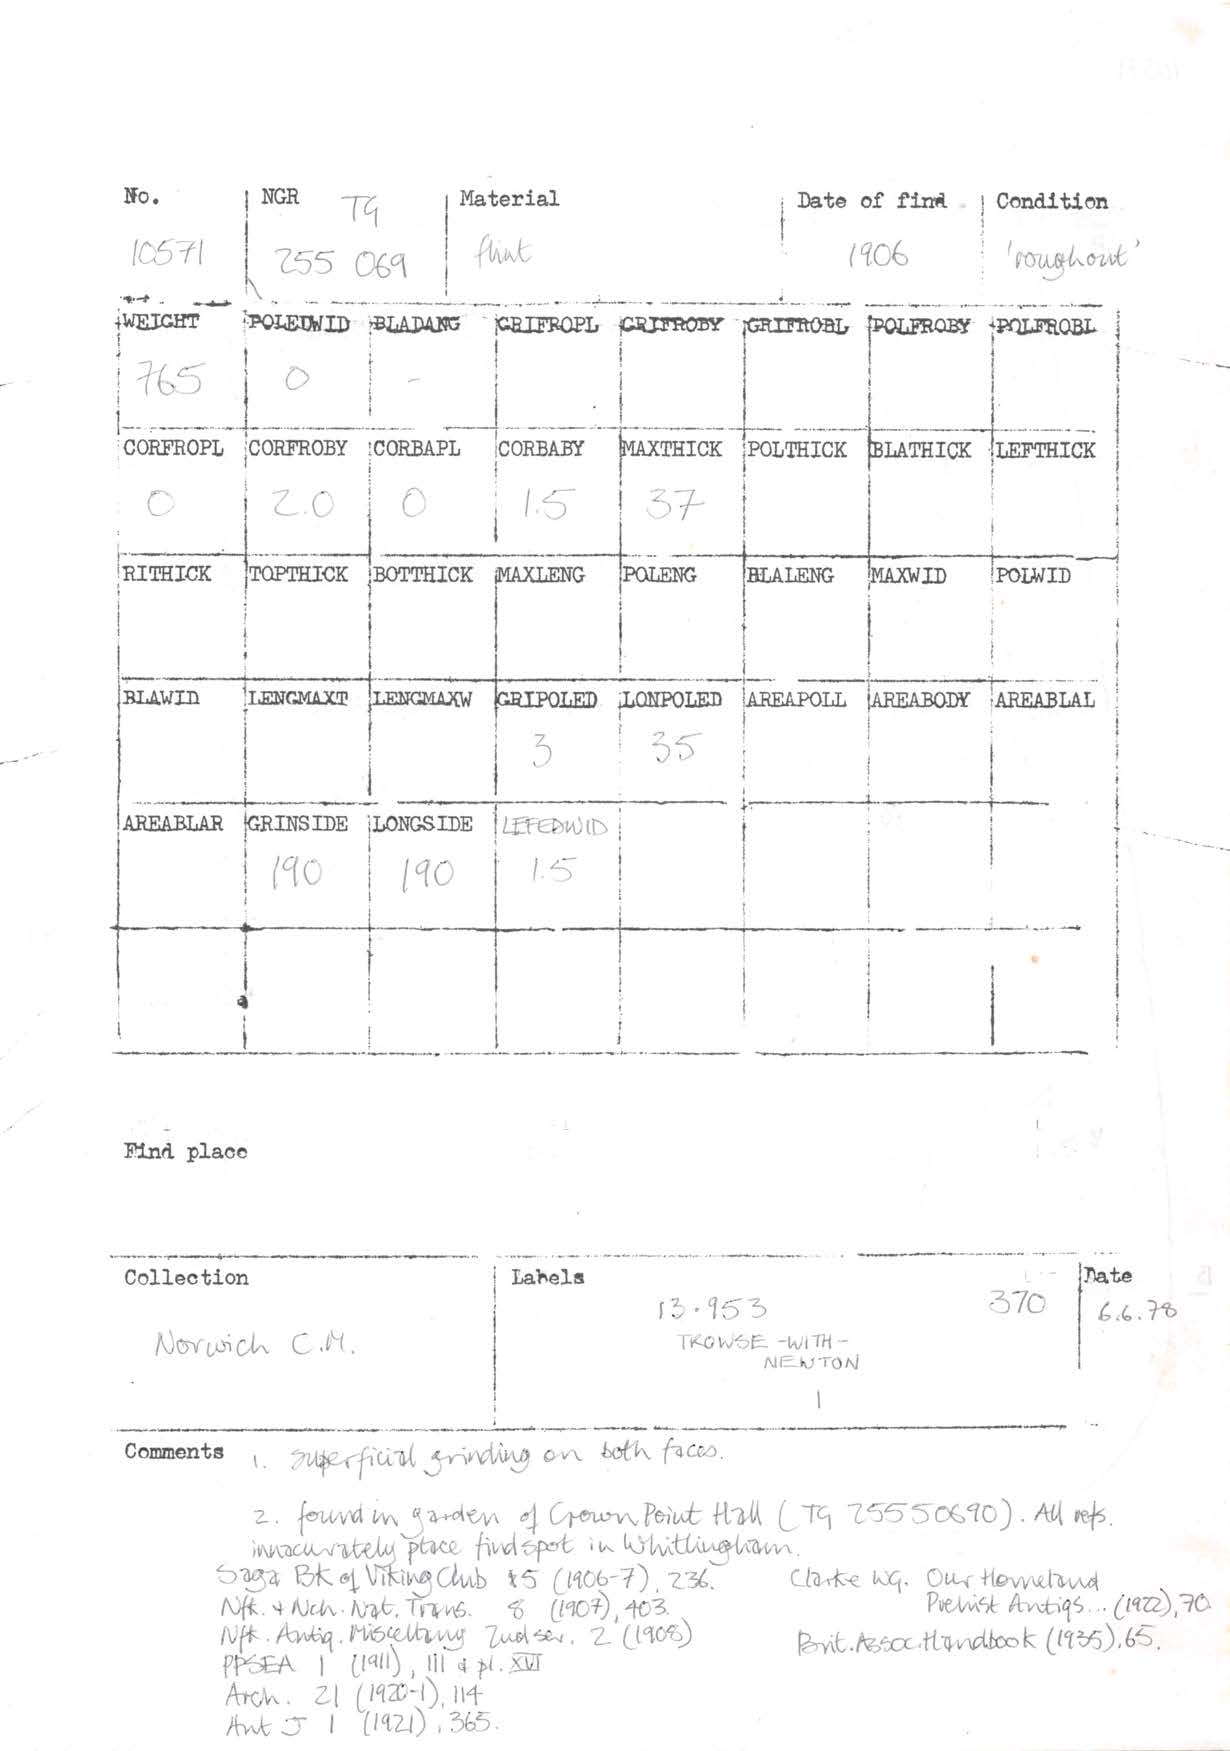 No. NGR TG Material Date of find Condition
10571 255 069 flint 1906 'roughout'
WEIGHT POLEDWID BLADANG GRIFROPL GRIFROBY GRIFROBL POLFROBY POLFROBL
765 0 -
CORFROPL CORFROBY CORBAPL CORBABY MAXTHICK POLTHICK BLATHICK LEFTHICK
0 2.0 0 1.5 37
RITHICK TOPTHICK BOTTHICK MAXLENG POLENG BLALENG MAXWID POLWID
BLAWID LENGMAXT LENGMAXW GRIPOLED LONPOLED AREAPOLL AREABODY AREABLAL
3 35
AREABLAR GRINSIDE LONGSIDE LEFEDWID
190 190 1.5
Find place
Collection Labels Date
13.953 370 6.6.78
Norwich C.M. TROWSE-WITH-
NEWTON
1
Comments 1. superficial grinding on both faces.
2. found in garden of Crown Point Hall (TG 25550690). All refs.
innacurately place findspot in Whitlingham.
Saga Bk of Viking Club 5 (1906-7), 236. Clarke WG. Our Homeland
Nfk. & Nch. Nat. Trans. 8 (1907), 403. Prehist Antiqs... (1922), 70.
Nfk. Antiq. Miscellany 2nd ser. 2 (1908) Brit. Assoc. Handbook (1935), 65.
PPSEA 1 (1911), 111 & pl. XVI
Arch. 21 (1920-1), 114
Ant J 1 (1921), 365.